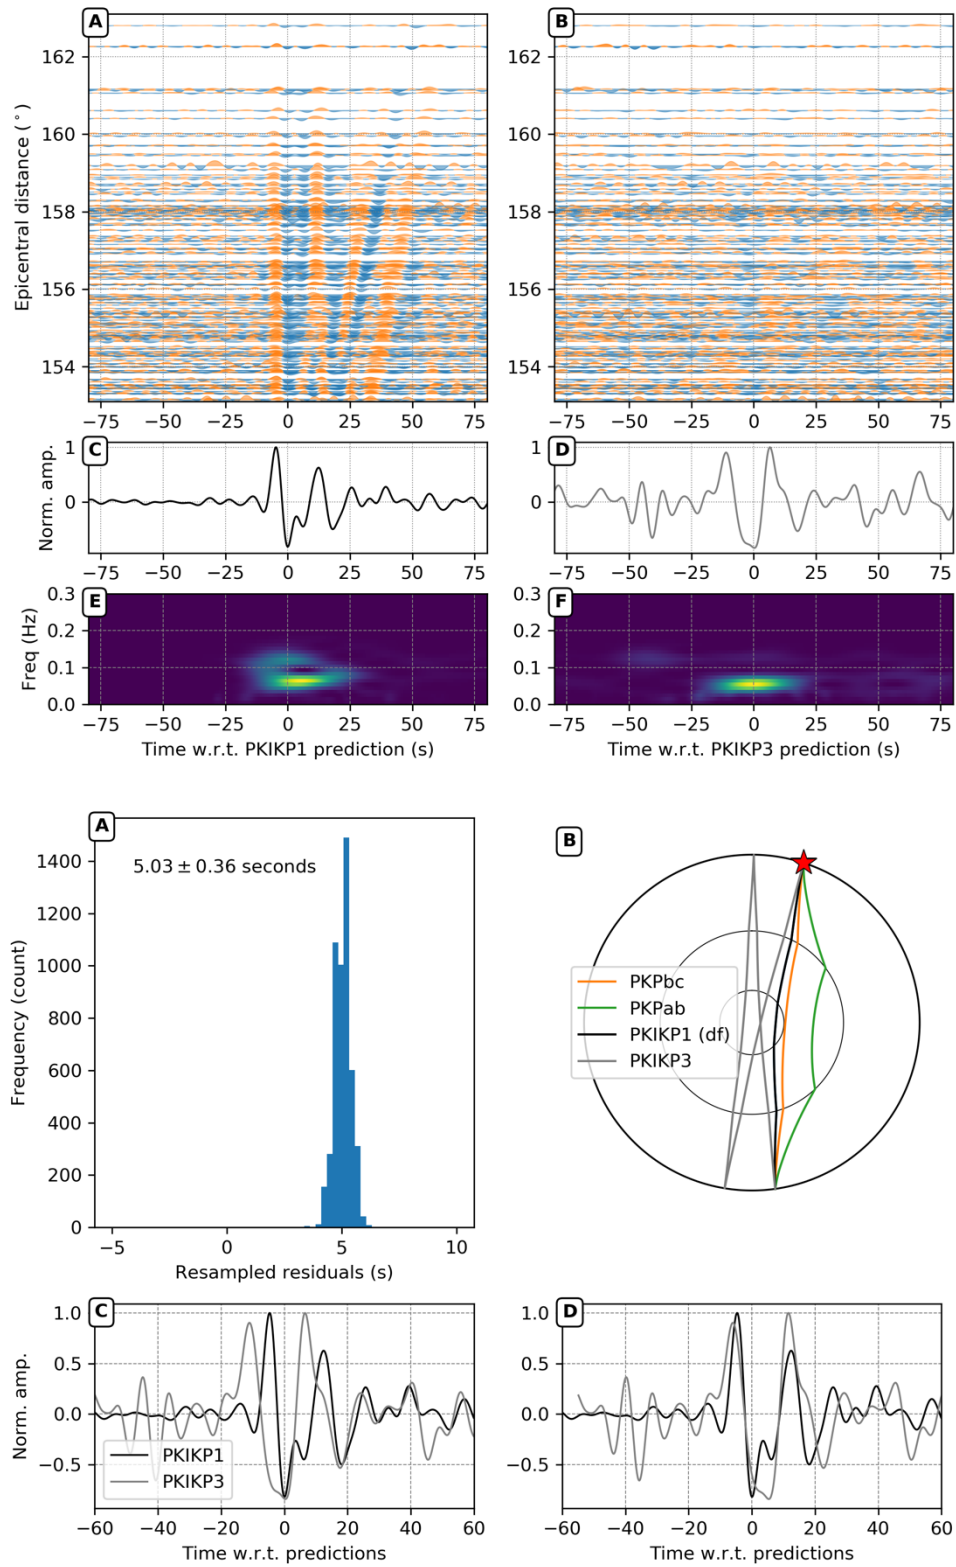 A
B
162
160
158
156
154
Epicentral distance (°)
−75 −50 −25 0 25 50 75
162
160
158
156
154
−75 −50 −25 0 25 50 75
C
1
0
Norm. amp.
−75 −50 −25 0 25 50 75
D
1
0
−75 −50 −25 0 25 50 75
E
0.3
0.2
0.1
0.0
Freq (Hz)
−75 −50 −25 0 25 50 75
Time w.r.t. PKIKP1 prediction (s)
F
0.3
0.2
0.1
0.0
−75 −50 −25 0 25 50 75
Time w.r.t. PKIKP3 prediction (s)
A
5.03 ± 0.36 seconds
1400
1200
1000
800
600
400
200
0
Frequency (count)
−5 0 5 10
Resampled residuals (s)
B
PKPbc
PKPab
PKIKP1 (df)
PKIKP3
C
1.0
0.5
0.0
−0.5
Norm. amp.
PKIKP1
PKIKP3
−60 −40 −20 0 20 40 60
Time w.r.t. predictions
D
1.0
0.5
0.0
−0.5
−60 −40 −20 0 20 40 60
Time w.r.t. predictions